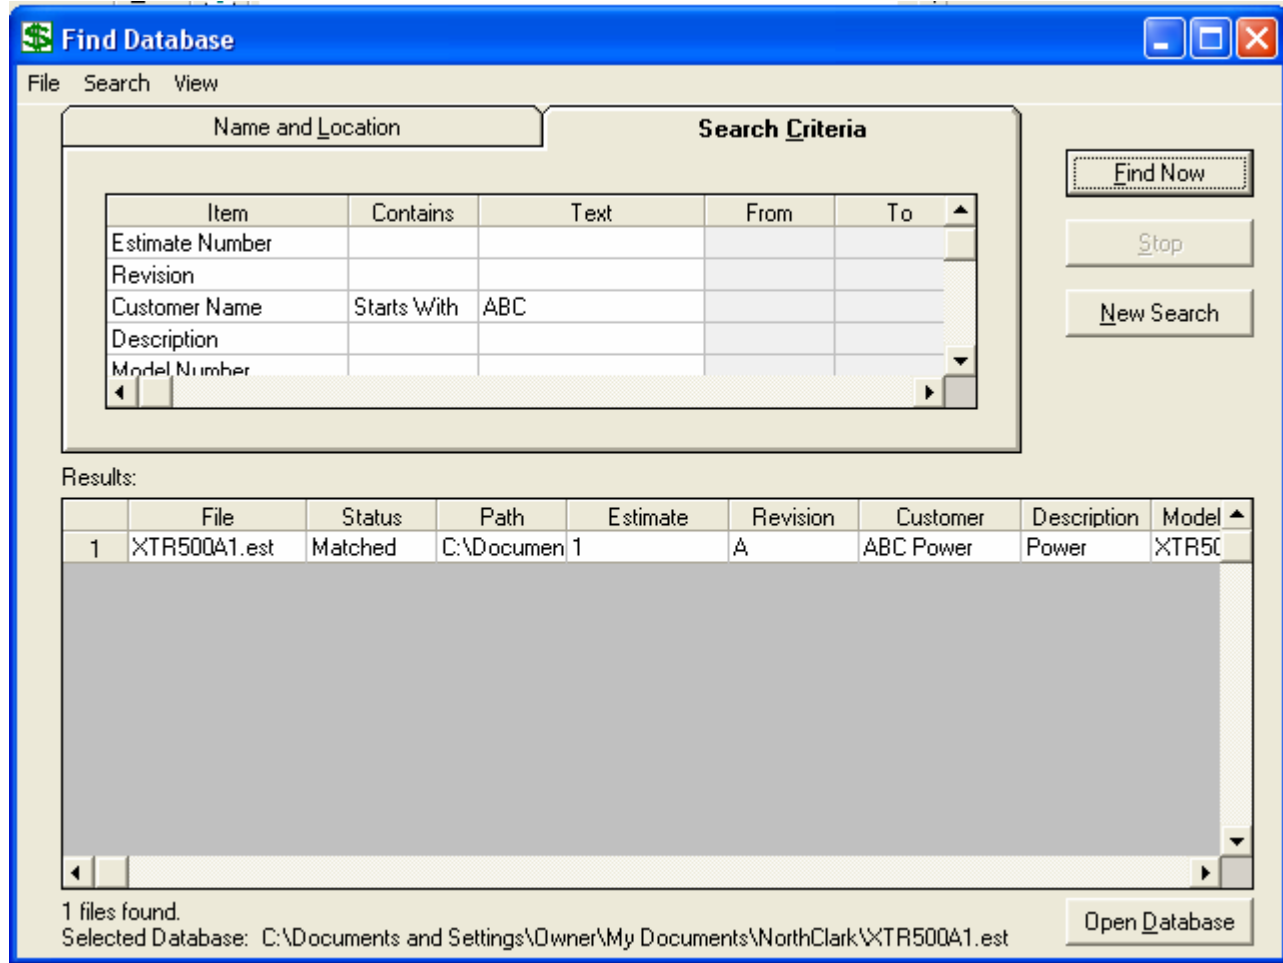 Find Database
File Search View
Name and Location Search Criteria
Find Now
Item Contains Text From To
Estimate Number
Stop
Revision
Customer Name Starts With ABC
New Search
Description
Model Number
Results:
File Status Path Estimate Revision Customer Description Model
1 XTR500A1.est Matched C:\Documen 1 A ABC Power Power XTR50
1 files found.
Open Database
Selected Database: C:\Documents and Settings\Owner\My Documents\NorthClark\XTR500A1.est